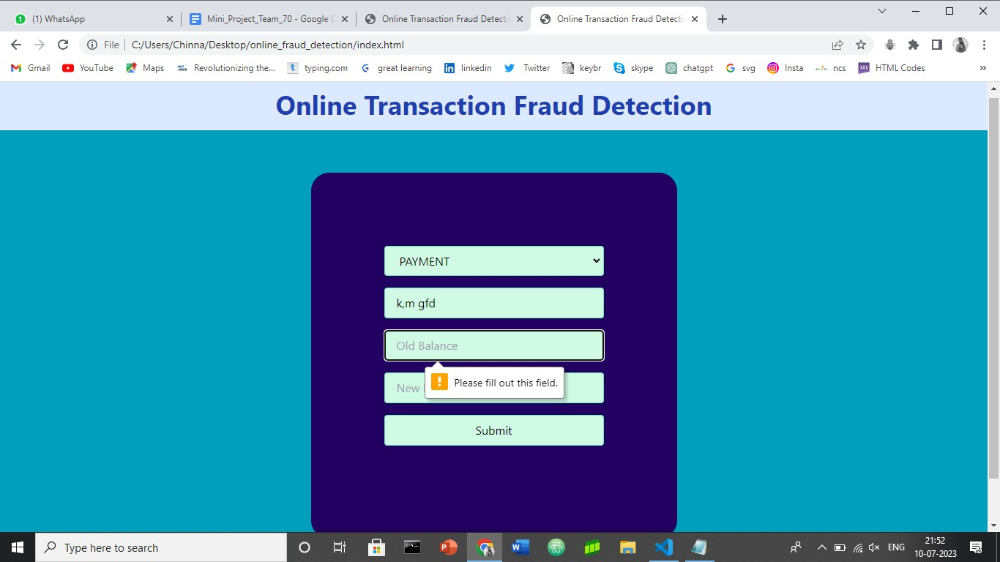 (1) WhatsApp
Mini_Project_Team_70 - Google D
Online Transaction Fraud Detecti
Online Transaction Fraud Detecti
File
C:/Users/Chinna/Desktop/online_fraud_detection/index.html
Gmail YouTube Maps Revolutionizing the... typing.com great learning linkedin Twitter keybr skype chatgpt svg Insta ncs HTML Codes »
Online Transaction Fraud Detection
PAYMENT
k,m gfd
Old Balance
Please fill out this field.
New
Submit
Type here to search
ENG
21:52
10-07-2023